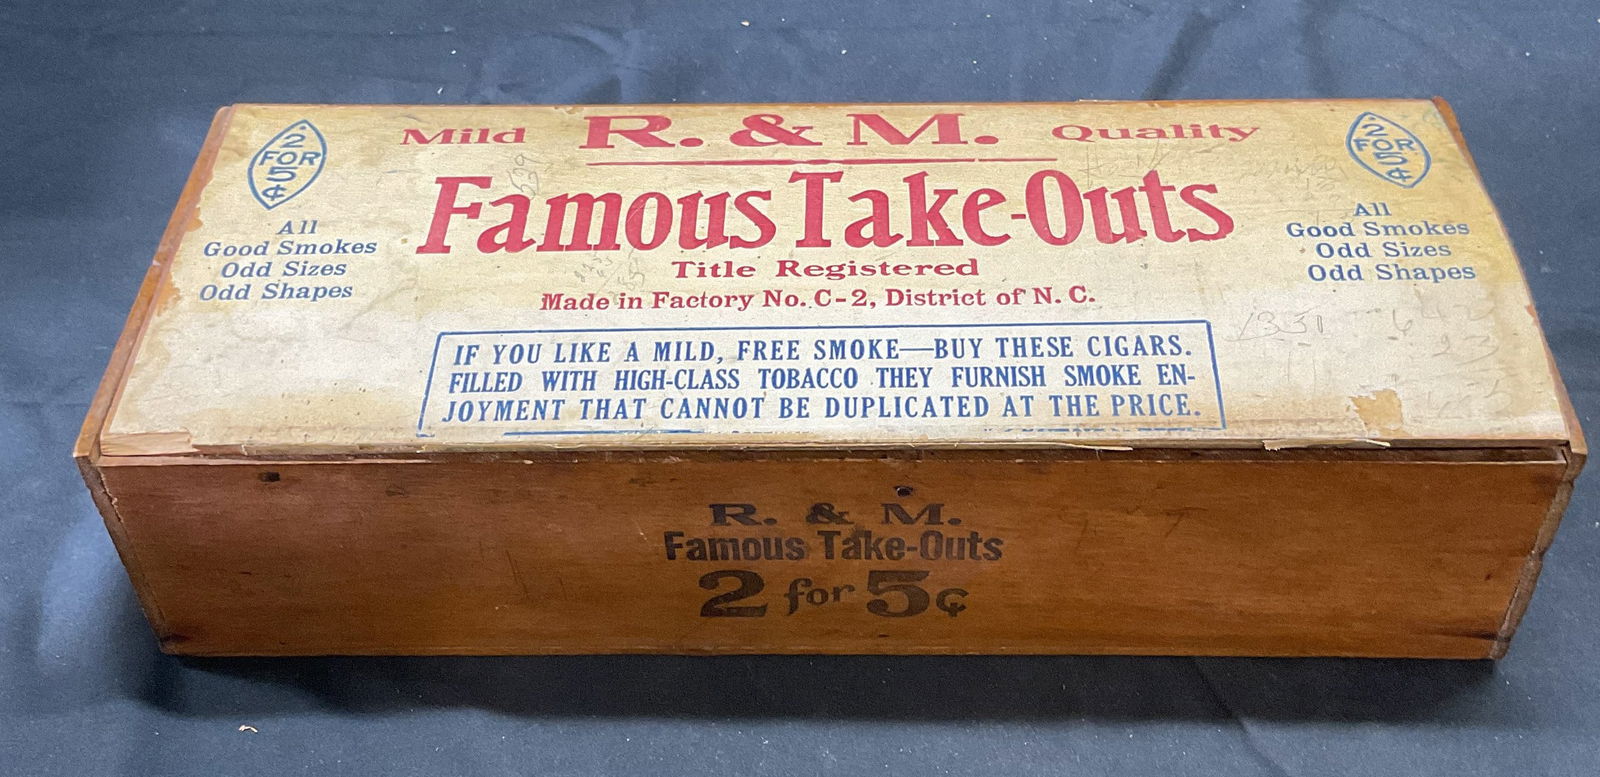 Mild R. & M. Quality
Famous Take-Outs
Title Registered
Made in Factory No. C-2, District of N. C.
2
FOR
5
¢
All
Good Smokes
Odd Sizes
Odd Shapes
2
FOR
5
¢
All
Good Smokes
Odd Sizes
Odd Shapes
IF YOU LIKE A MILD, FREE SMOKE—BUY THESE CIGARS.
FILLED WITH HIGH-CLASS TOBACCO THEY FURNISH SMOKE EN-
JOYMENT THAT CANNOT BE DUPLICATED AT THE PRICE.
R. & M.
Famous Take-Outs
2 for 5¢